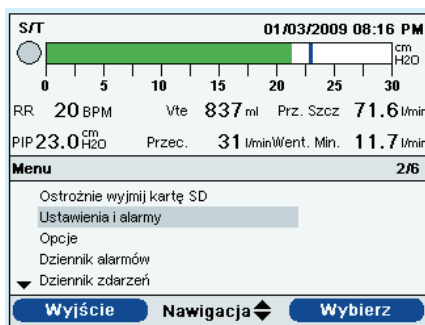 S/T 01/03/2009 08:16 PM
cm
H2O
0 5 10 15 20 25 30
RR 20 BPM Vte 837 ml Prz. Szcz 71.6 l/min
PIP 23.0 cm H2O Przec. 31 l/min Went. Min. 11.7 l/min
Menu 2/6
Ostrożnie wyjmij kartę SD
Ustawienia i alarmy
Opcje
Dziennik alarmów
Dziennik zdarzeń
Wyjście Nawigacja Wybierz